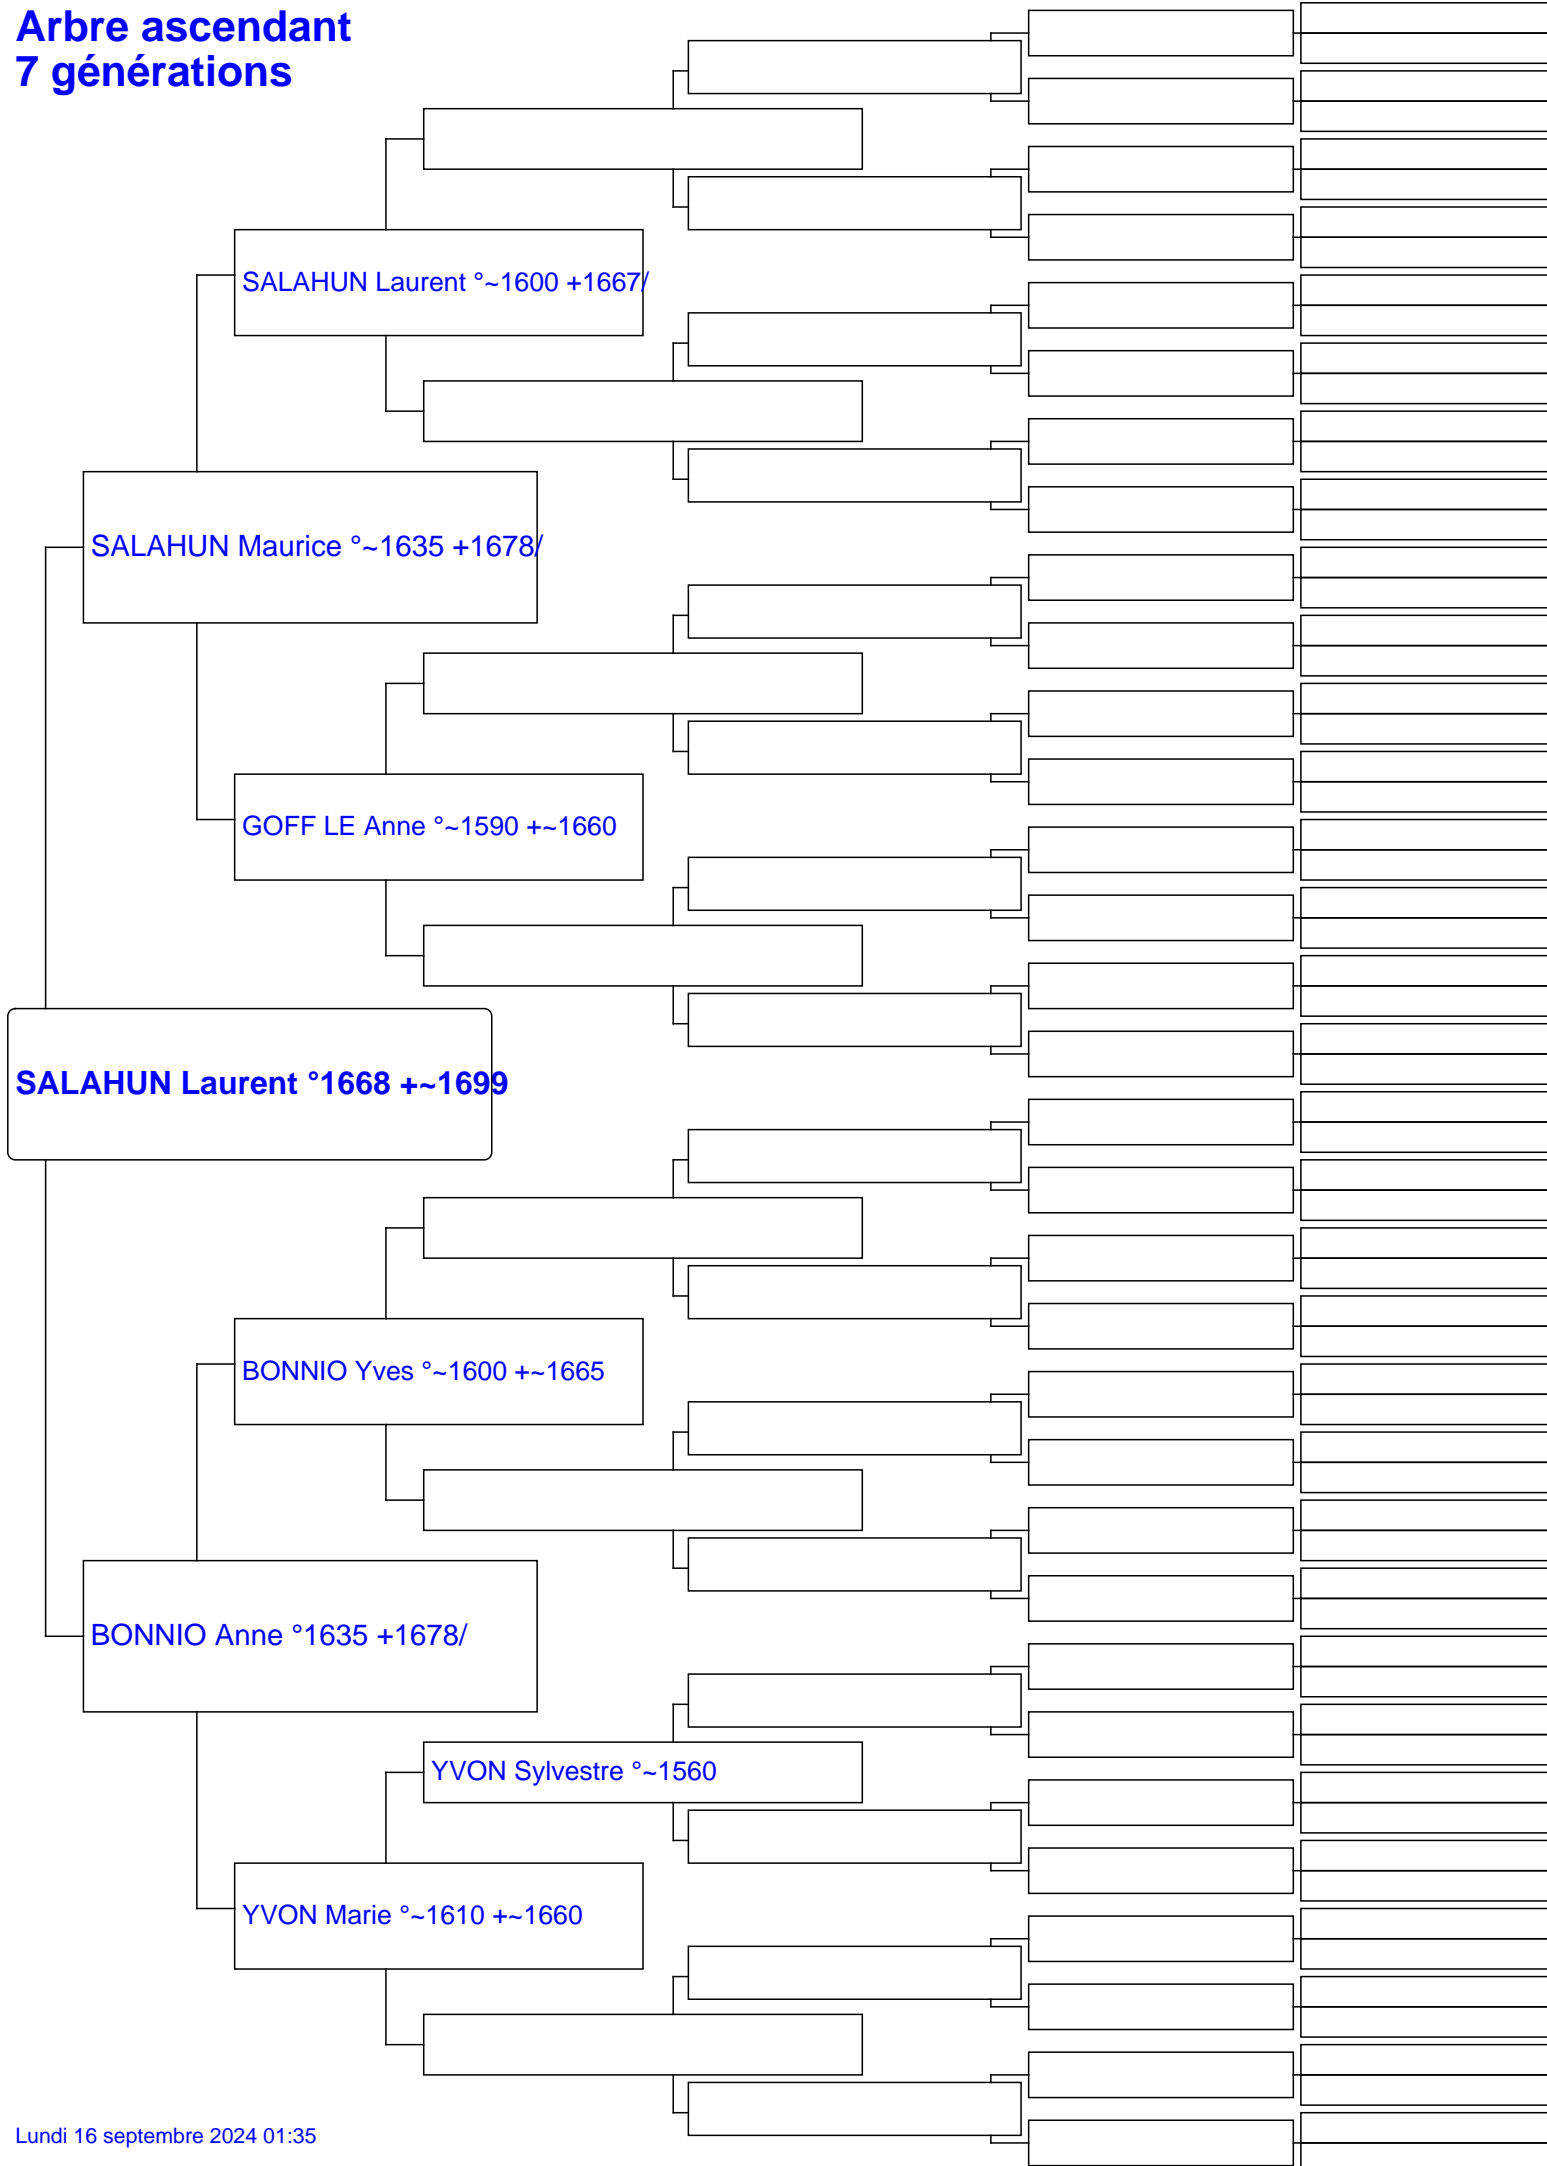 Arbre ascendant
7 générations
SALAHUN Laurent °~1600 +1667/
SALAHUN Maurice °~1635 +1678/
GOFF LE Anne °~1590 +~1660
SALAHUN Laurent °1668 +~1699
BONNIO Yves °~1600 +~1665
BONNIO Anne °1635 +1678/
YVON Sylvestre °~1560
YVON Marie °~1610 +~1660
Lundi 16 septembre 2024 01:35